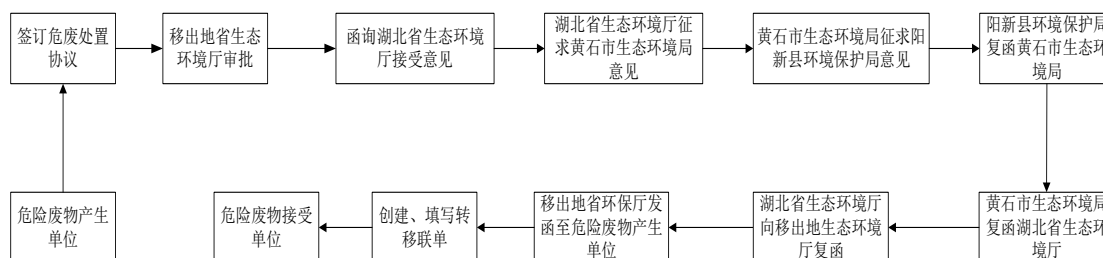 签订危废处置
协议
移出地省生态
环境厅审批
函询湖北省生态环境
厅接受意见
湖北省生态环境厅征
求黄石市生态环境局
意见
黄石市生态环境局征求阳
新县环境保护局意见
阳新县环境保护局
复函黄石市生态环
境局
危险废物产生
单位
危险废物接受
单位
创建、填写转
移联单
移出地省环保厅发
函至危险废物产生
单位
湖北省生态环境厅
向移出地生态环境
厅复函
黄石市生态环境局
复函湖北省生态环
境厅